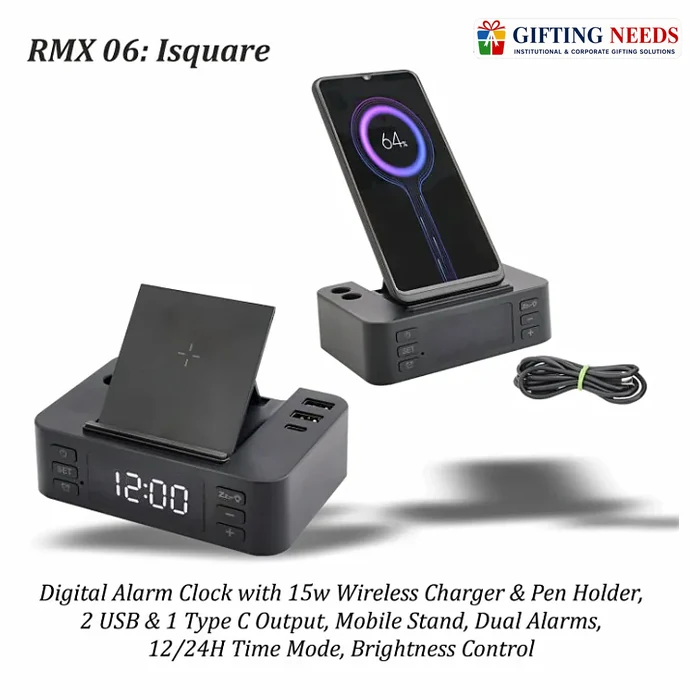 RMX 06: Isquare
GIFTING NEEDS
INSTITUTIONAL & CORPORATE GIFTING SOLUTIONS
64%
SET
Zzz
−
+
SET
12:00
Zzz
−
+
Digital Alarm Clock with 15w Wireless Charger & Pen Holder,
2 USB & 1 Type C Output, Mobile Stand, Dual Alarms,
12/24H Time Mode, Brightness Control